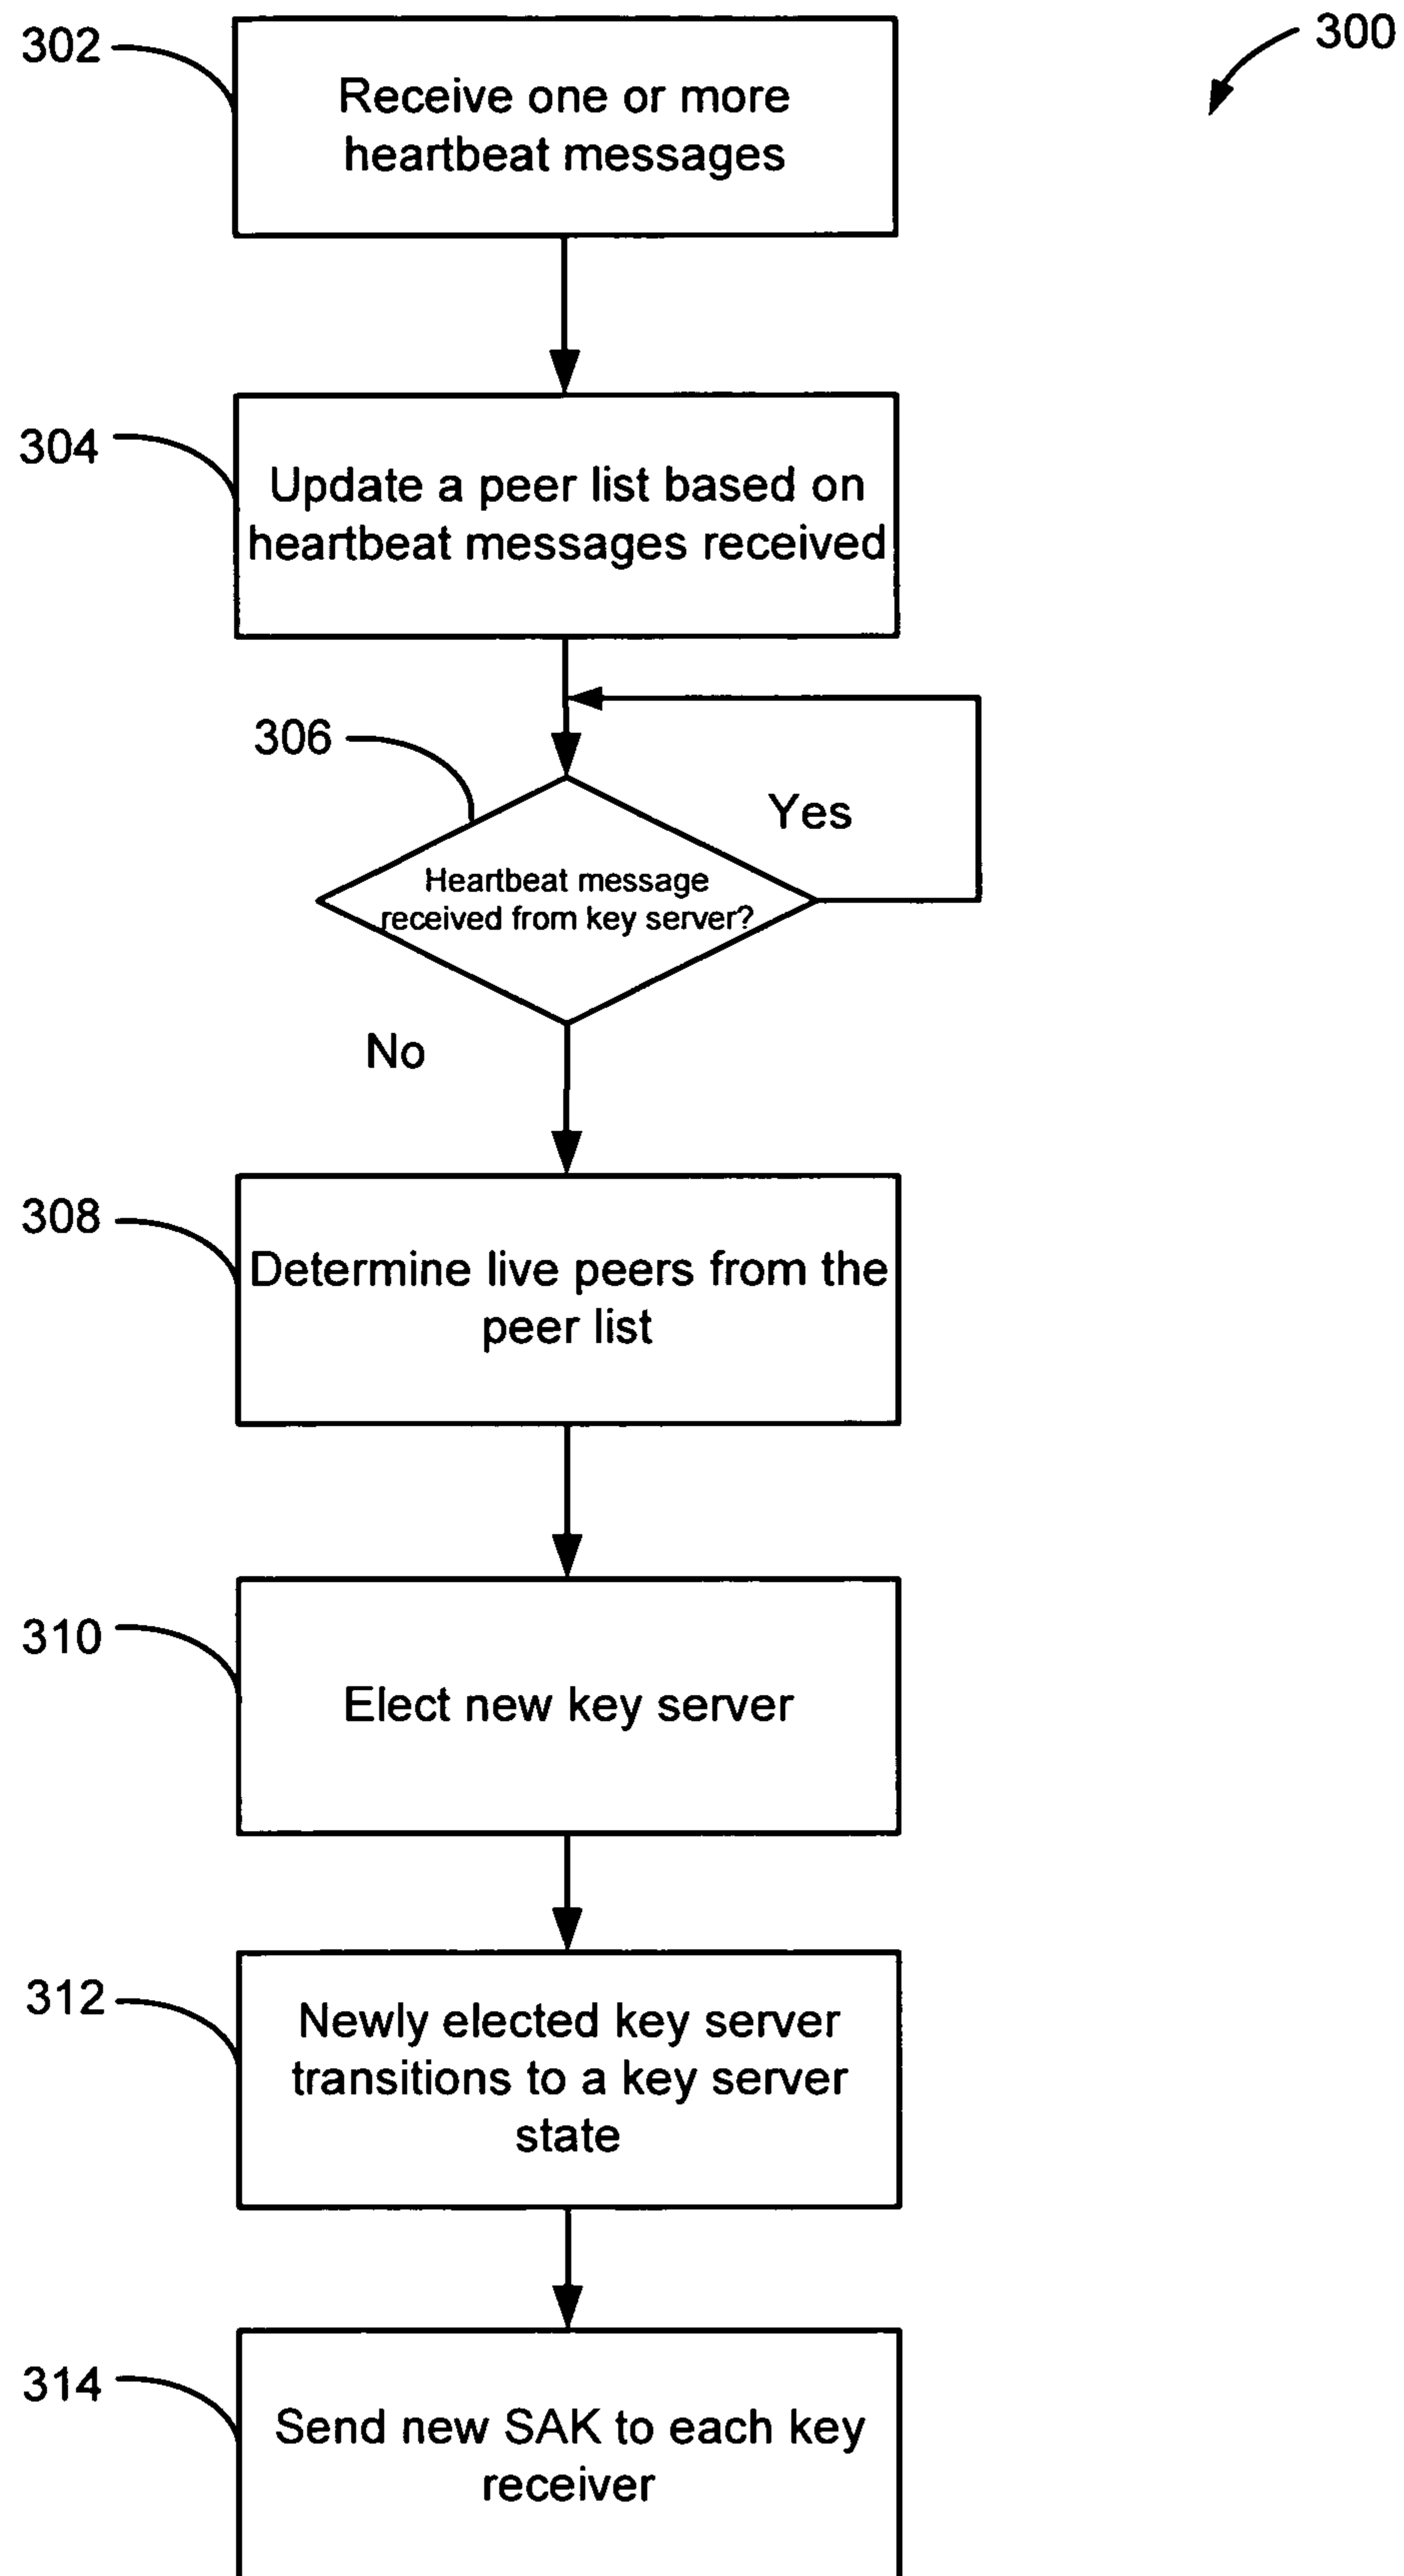 302
300
Receive one or more
heartbeat messages
304
Update a peer list based on
heartbeat messages received
306
Yes
Heartbeat message
received from key server?
No
308
Determine live peers from the
peer list
310
Elect new key server
312
Newly elected key server
transitions to a key server
state
314
Send new SAK to each key
receiver